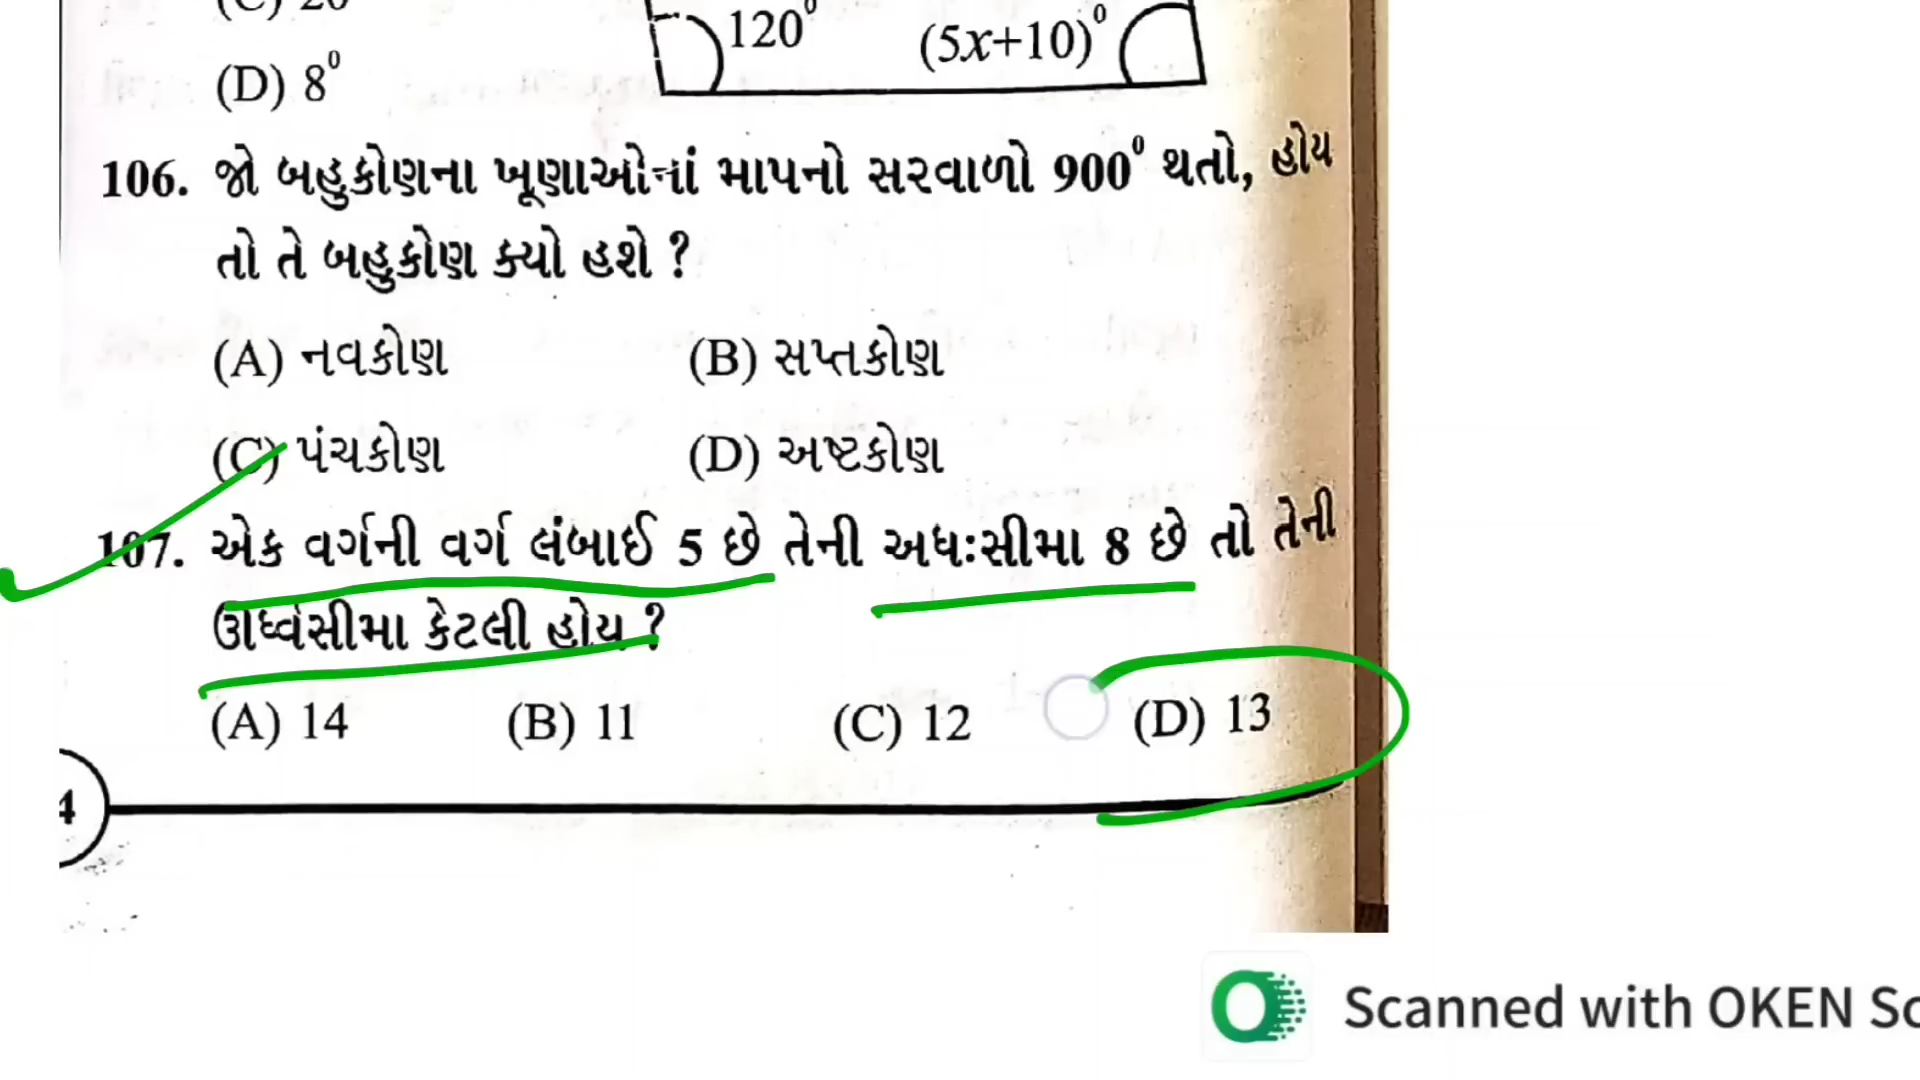 (C) 20
120⁰ (5x+10)⁰
(D) 8⁰
106. જો બહુકોણના ખૂણાઓનાં માપનો સરવાળો 900⁰ થતો, હોય
તો તે બહુકોણ ક્યો હશે ?
(A) નવકોણ (B) સપ્તકોણ
(C) પંચકોણ (D) અષ્ટકોણ
107. એક વર્ગની વર્ગ લંબાઈ 5 છે તેની અધઃસીમા 8 છે તો તેની
ઊર્ધ્વસીમા કેટલી હોય ?
(A) 14 (B) 11 (C) 12 (D) 13
4
Scanned with OKEN Sc